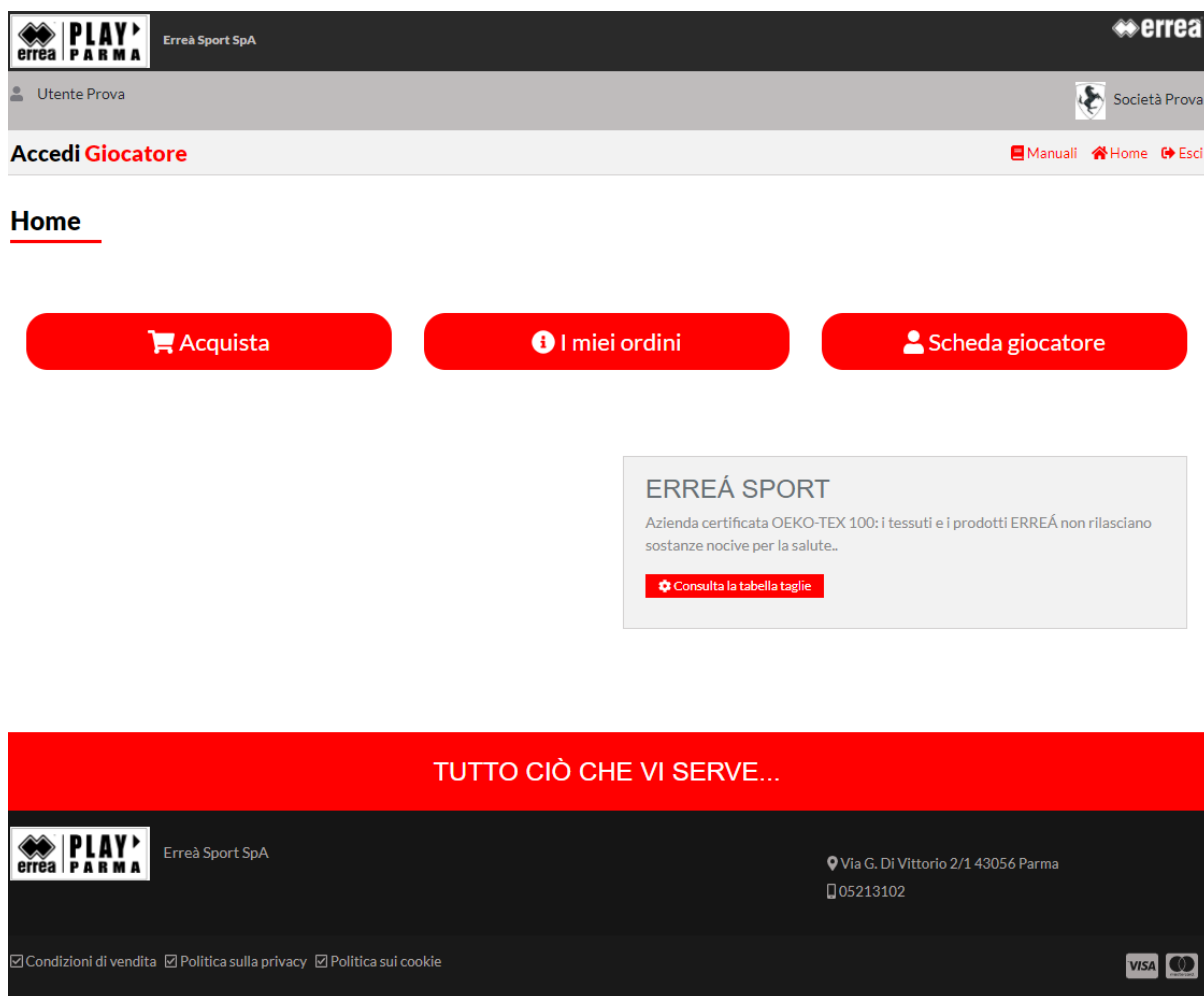 errea PLAY PARMA
Erreà Sport SpA
errea
Utente Prova
Società Prova
Accedi Giocatore
Manuali Home Esci
Home
Acquista
I miei ordini
Scheda giocatore
ERREÁ SPORT
Azienda certificata OEKO-TEX 100: i tessuti e i prodotti ERREÁ non rilasciano
sostanze nocive per la salute..
Consulta la tabella taglie
TUTTO CIÒ CHE VI SERVE...
errea PLAY PARMA
Erreà Sport SpA
Via G. Di Vittorio 2/1 43056 Parma
05213102
Condizioni di vendita Politica sulla privacy Politica sui cookie
VISA